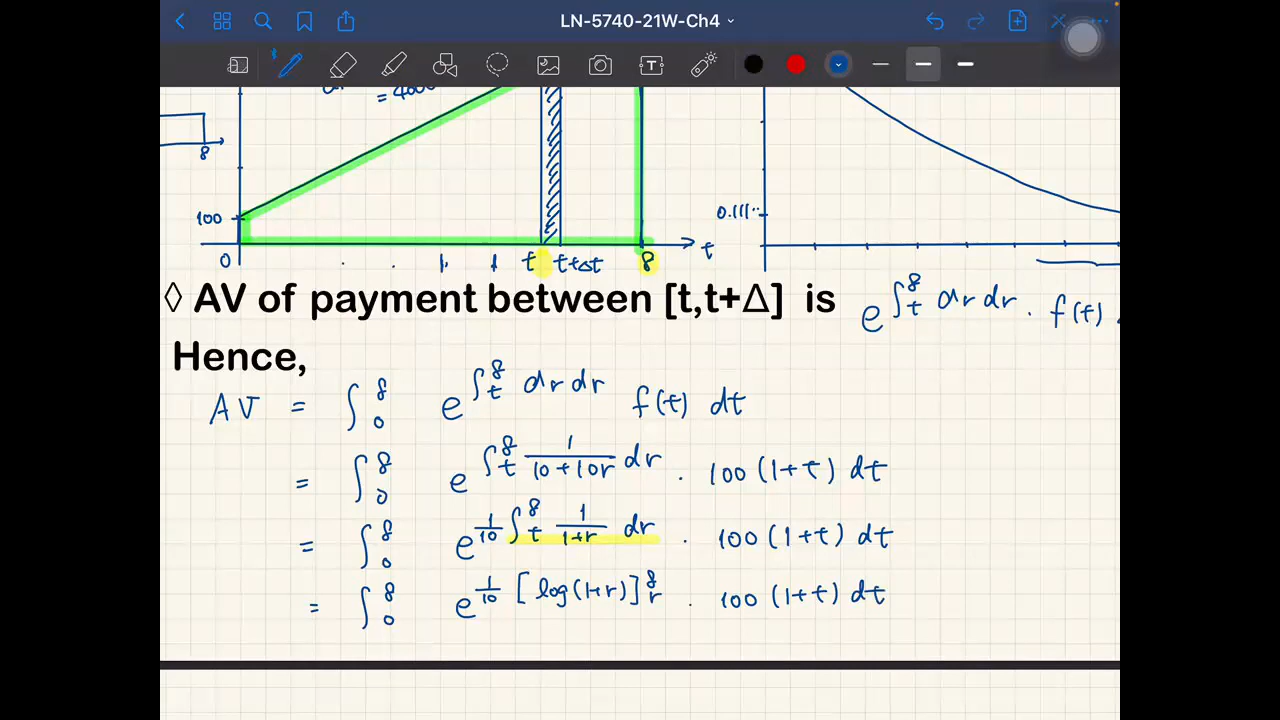 LN-5740-21W-Ch4
= 4000
8
100
0.111..
0 t t+Δt 8 t
◊ AV of payment between [t,t+Δ] is e^{∫_t^8 δr dr} . f(t) .
Hence,
AV = ∫_0^8 e^{∫_t^8 δr dr} f(t) dt
= ∫_0^8 e^{∫_t^8 1/(10+10r) dr} . 100 (1+t) dt
= ∫_0^8 e^{1/10 ∫_t^8 1/(1+r) dr} . 100 (1+t) dt
= ∫_0^8 e^{1/10 [log(1+r)]_r^8} . 100 (1+t) dt